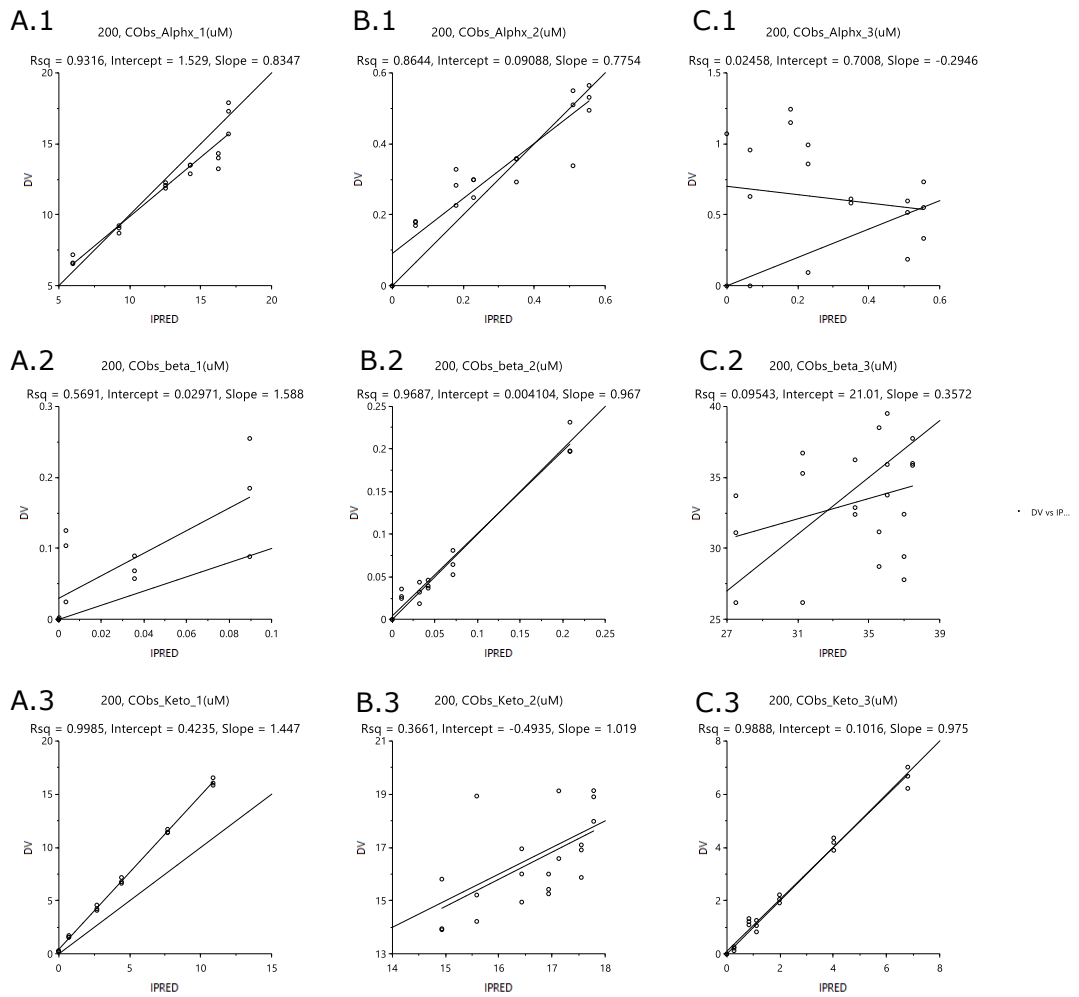 A.1
200, CObs_Alphx_1(uM)
Rsq = 0.9316, Intercept = 1.529, Slope = 0.8347
20
15
10
5
DV
5
10
15
20
IPRED
B.1
200, CObs_Alphx_2(uM)
Rsq = 0.8644, Intercept = 0.09088, Slope = 0.7754
0.6
0.4
0.2
0
DV
0
0.2
0.4
0.6
IPRED
C.1
200, CObs_Alphx_3(uM)
Rsq = 0.02458, Intercept = 0.7008, Slope = -0.2946
1.5
1
0.5
0
DV
0
0.2
0.4
0.6
IPRED
A.2
200, CObs_beta_1(uM)
Rsq = 0.5691, Intercept = 0.02971, Slope = 1.588
0.3
0.2
0.1
0
DV
0
0.02
0.04
0.06
0.08
0.1
IPRED
B.2
200, CObs_beta_2(uM)
Rsq = 0.9687, Intercept = 0.004104, Slope = 0.967
0.25
0.2
0.15
0.1
0.05
0
DV
0
0.05
0.1
0.15
0.2
0.25
IPRED
C.2
200, CObs_beta_3(uM)
Rsq = 0.09543, Intercept = 21.01, Slope = 0.3572
40
35
30
25
DV
27
31
35
39
IPRED
DV vs IP...
A.3
200, CObs_Keto_1(uM)
Rsq = 0.9985, Intercept = 0.4235, Slope = 1.447
20
15
10
5
0
DV
0
5
10
15
IPRED
B.3
200, CObs_Keto_2(uM)
Rsq = 0.3661, Intercept = -0.4935, Slope = 1.019
21
19
17
15
13
DV
14
15
16
17
18
IPRED
C.3
200, CObs_Keto_3(uM)
Rsq = 0.9888, Intercept = 0.1016, Slope = 0.975
8
6
4
2
0
DV
0
2
4
6
8
IPRED